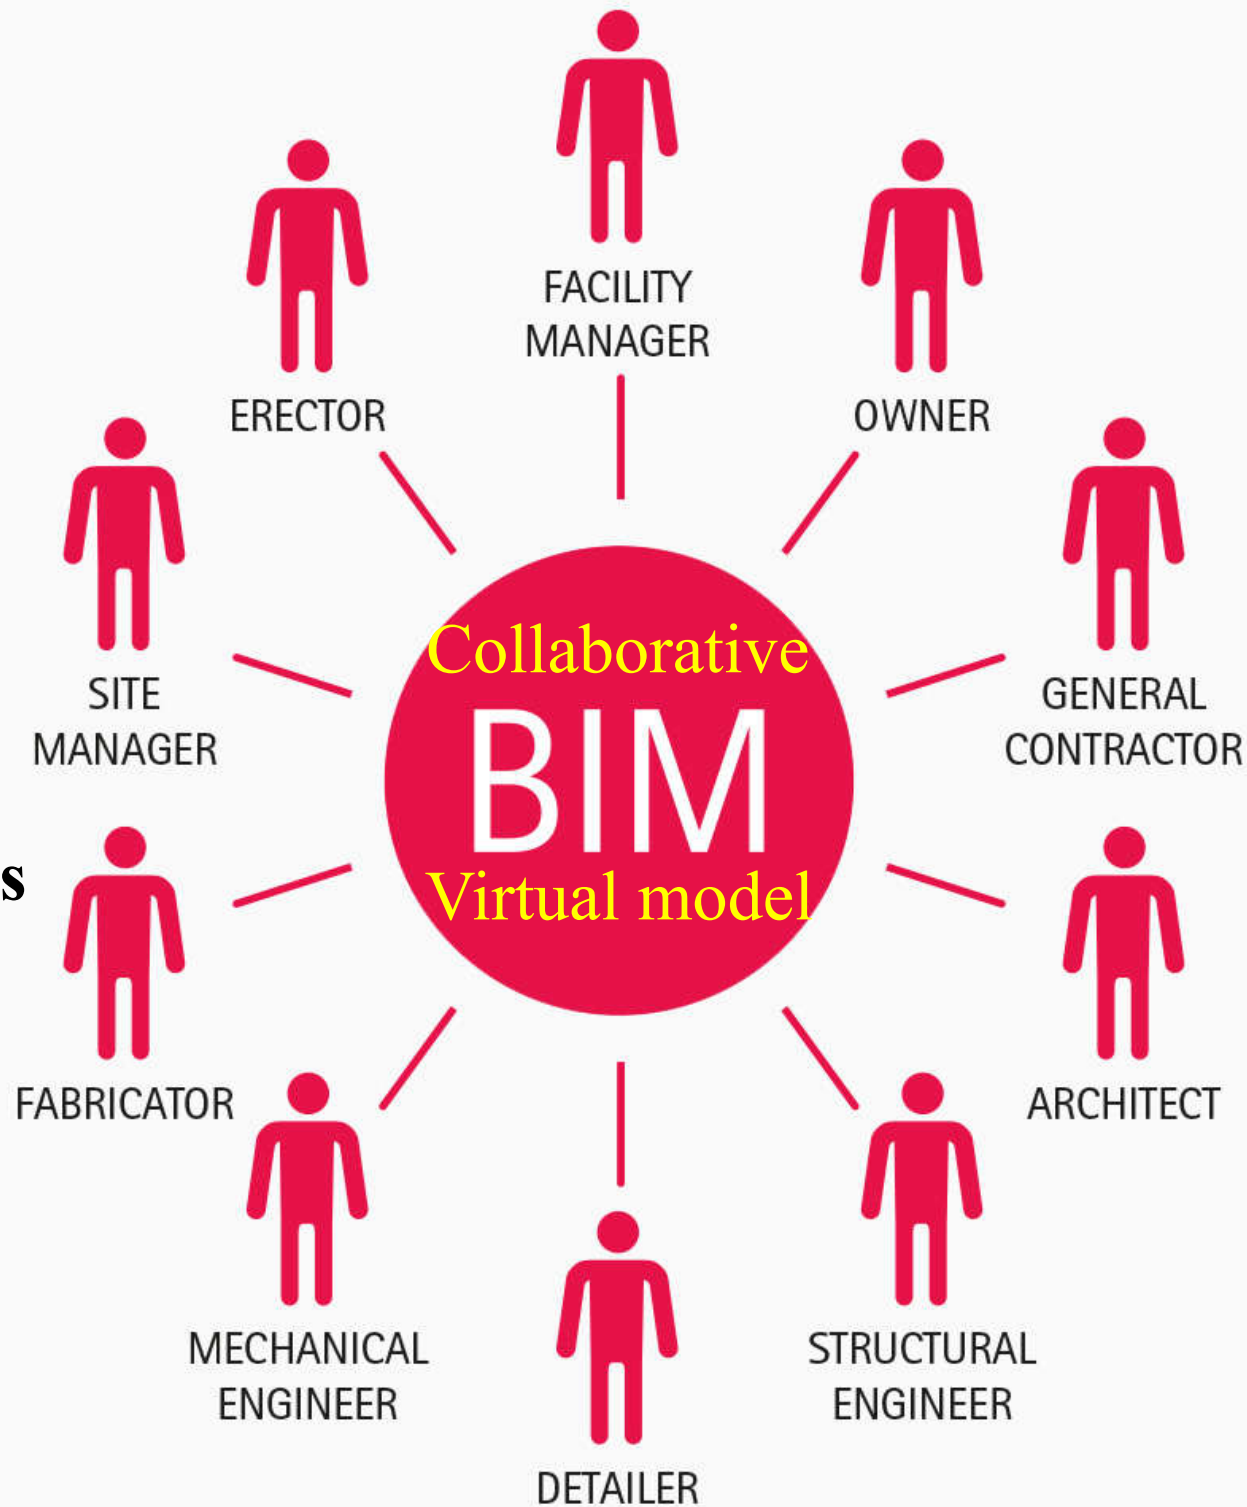 FACILITY
MANAGER
ERECTOR
OWNER
SITE
MANAGER
GENERAL
CONTRACTOR
Collaborative
BIM
Virtual model
s
FABRICATOR
ARCHITECT
MECHANICAL
ENGINEER
STRUCTURAL
ENGINEER
DETAILER